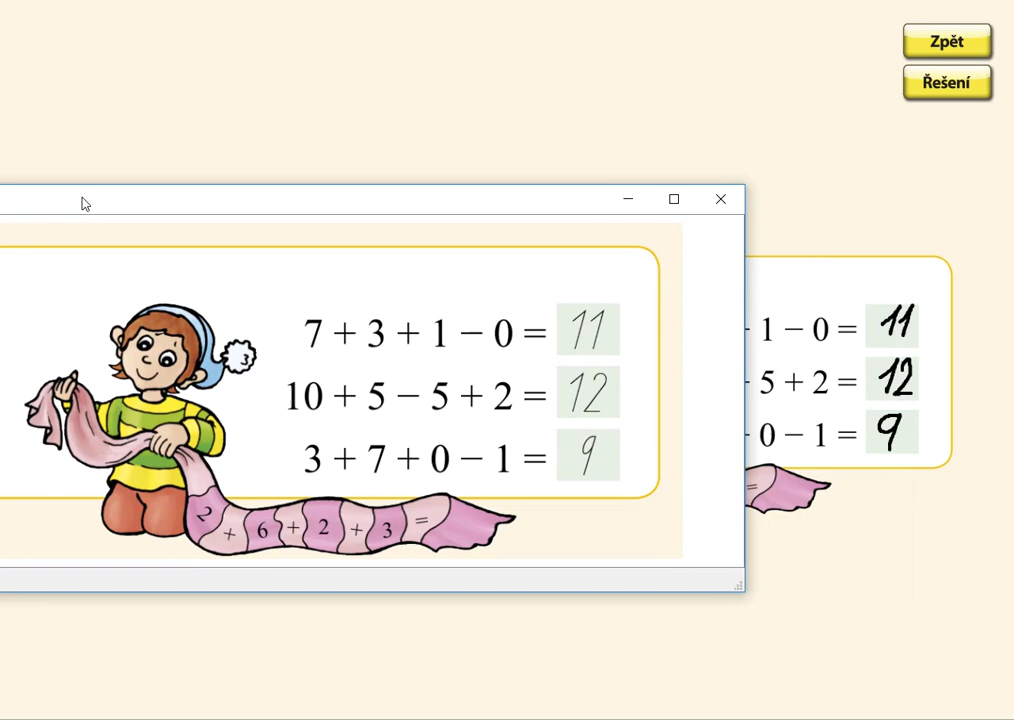 Zpět
Řešení
7 + 3 + 1 − 0 = 11
10 + 5 − 5 + 2 = 12
3 + 7 + 0 − 1 = 9
2 + 6 + 2 + 3 =
1 − 0 = 11
5 + 2 = 12
0 − 1 = 9
=